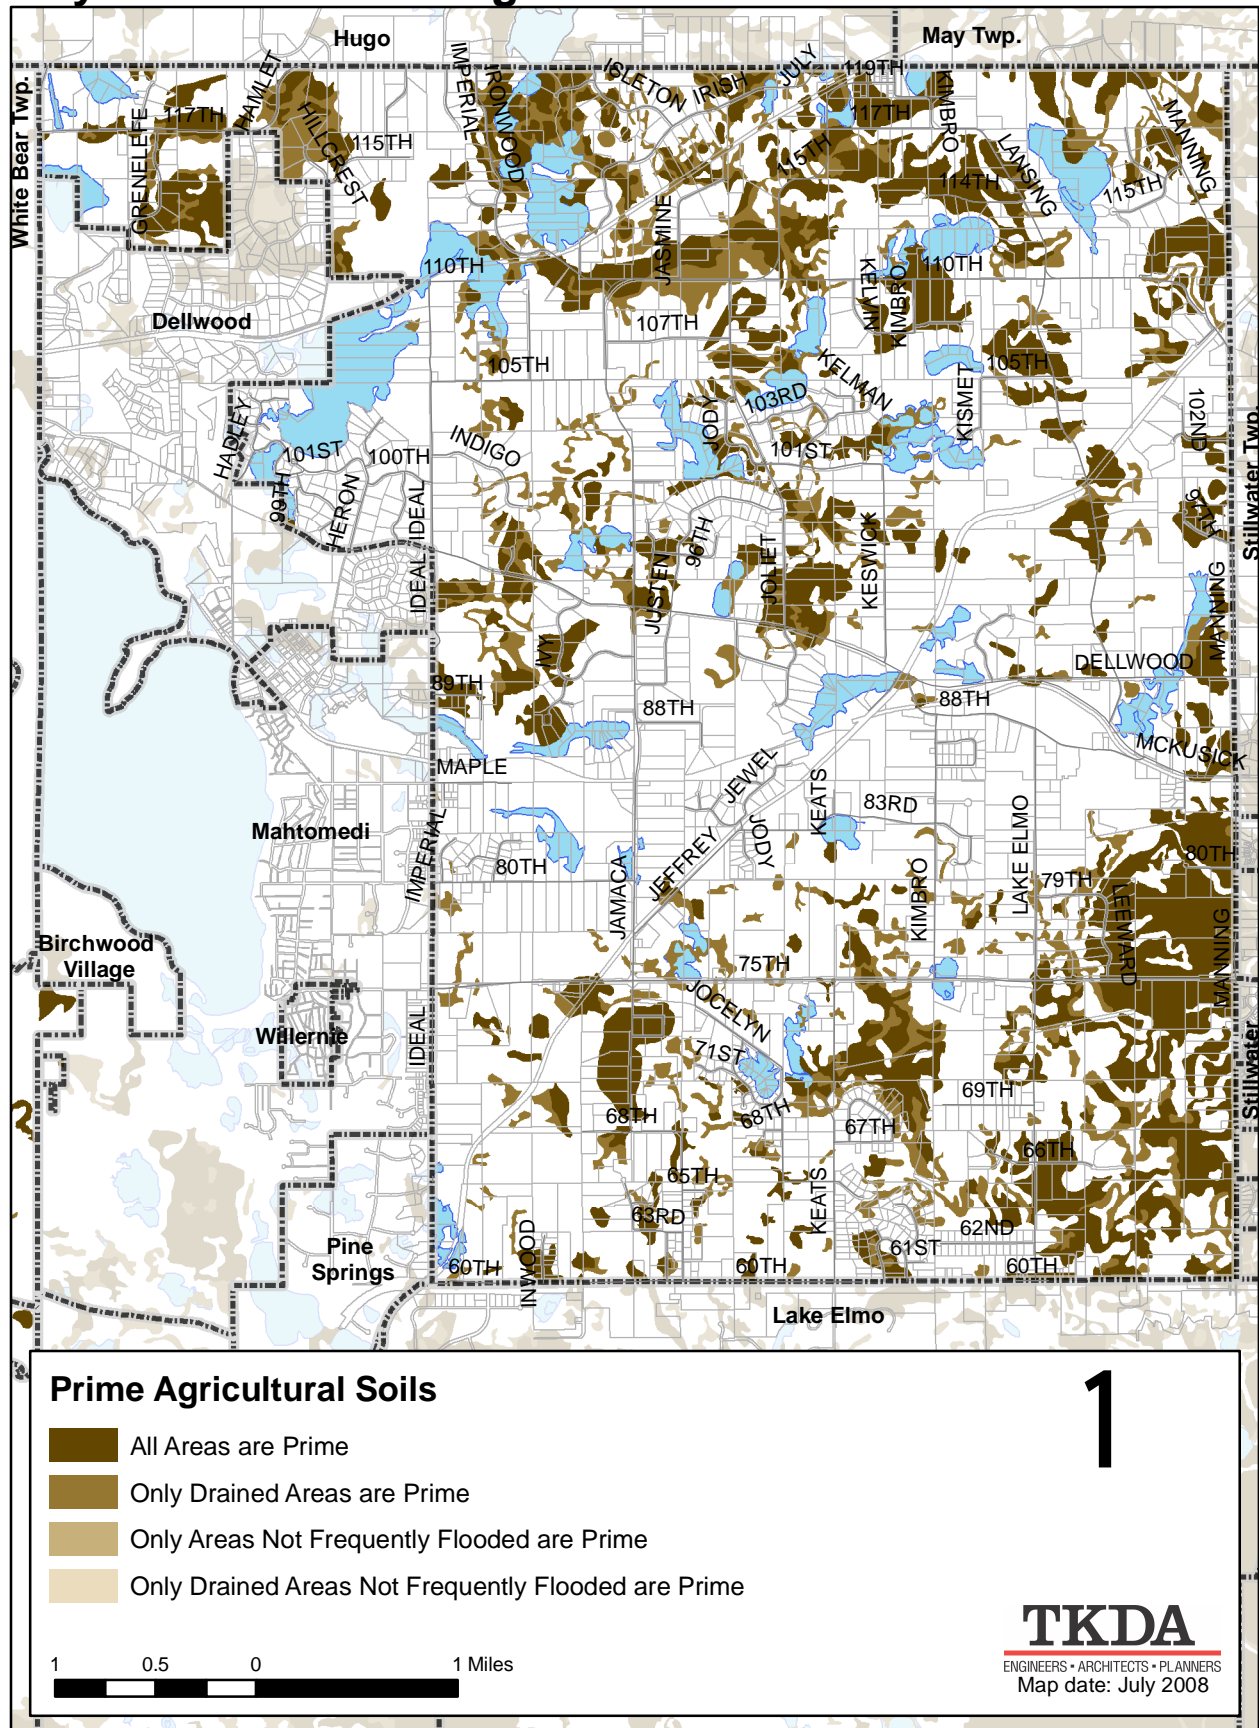 Hugo
May Twp.
White Bear Twp.
IMPERIAL
IRONWOOD
ISLETON
IRISH
JULY
119TH
KIMBRO
117TH
HAMLET
HILLCREST
115TH
GRENELEFE
117TH
115TH
LANSING
MANNING
114TH
115TH
JASMINE
110TH
KELVIN
KIMBRO
110TH
Dellwood
107TH
105TH
KELMAN
105TH
KISMET
103RD
JODY
102ND
HADLEY
INDIGO
101ST
100TH
101ST
Stillwater Twp.
99TH
HERON
IDEAL
97TH
96TH
JUSTEN
JOLIET
KESWICK
IDEAL
MANNING
IVY
DELLWOOD
89TH
88TH
88TH
MCKUSICK
MAPLE
JEWEL
KEATS
83RD
LAKE ELMO
Mahtomedi
IMPERIAL
JODY
80TH
JEFFREY
JAMACA
KIMBRO
79TH
80TH
LEEWARD
MANNING
Birchwood
Village
75TH
JOCELYN
Willernie
IDEAL
71ST
Stillwater
69TH
68TH
68TH
67TH
66TH
65TH
KEATS
63RD
62ND
61ST
Pine
Springs
60TH
INWOOD
60TH
60TH
Lake Elmo
Prime Agricultural Soils
1
All Areas are Prime
Only Drained Areas are Prime
Only Areas Not Frequently Flooded are Prime
Only Drained Areas Not Frequently Flooded are Prime
1 0.5 0 1 Miles
TKDA
ENGINEERS • ARCHITECTS • PLANNERS
Map date: July 2008